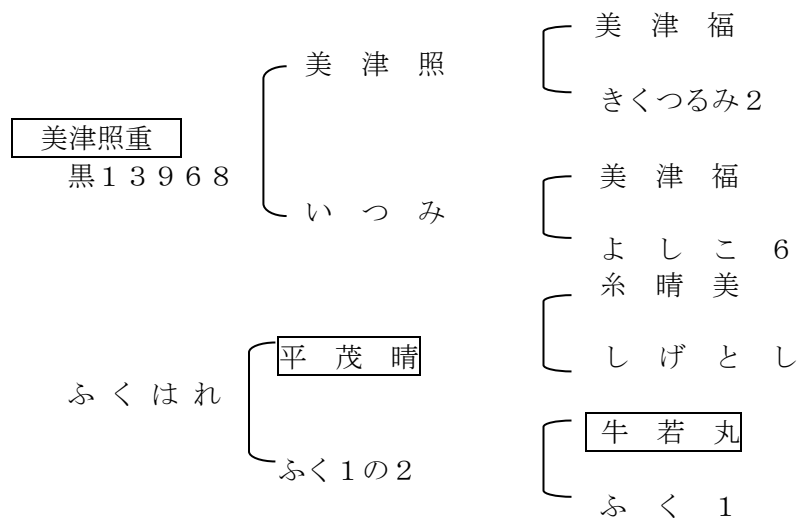 美津福
美津照
きくつるみ２
美津照重
黒１３９６８
美津福
いつみ
よしこ６
糸晴美
平茂晴
しげとし
ふくはれ
牛若丸
ふく１の２
ふく１